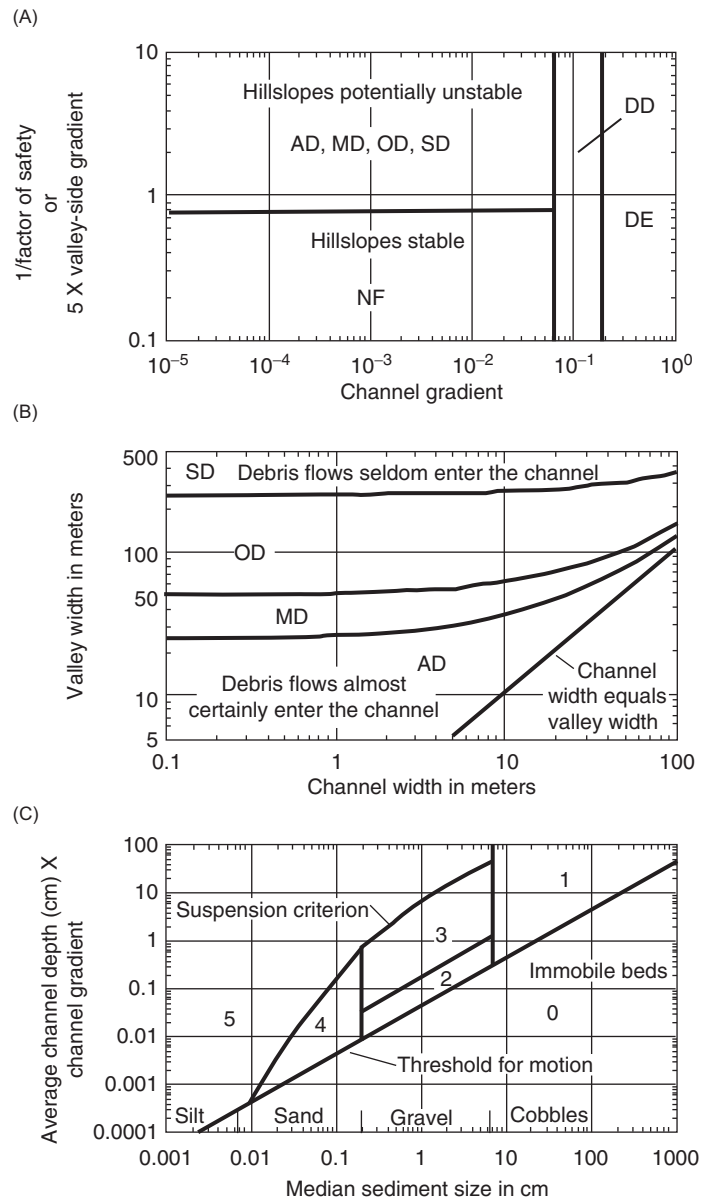 (A)
1/factor of safety
or
5 X valley-side gradient
10
1
0.1
Hillslopes potentially unstable
AD, MD, OD, SD
DD
Hillslopes stable
DE
NF
10–5
10–4
10–3
10–2
10–1
100
Channel gradient
(B)
Valley width in meters
500
100
50
10
5
SD
Debris flows seldom enter the channel
OD
MD
AD
Debris flows almost
certainly enter the channel
Channel
width equals
valley width
0.1
1
10
100
Channel width in meters
(C)
Average channel depth (cm) X
channel gradient
100
10
1
0.1
0.01
0.001
0.0001
1
Suspension criterion
3
2
Immobile beds
5
4
0
Threshold for motion
Silt
Sand
Gravel
Cobbles
0.001
0.01
0.1
1
10
100
1000
Median sediment size in cm